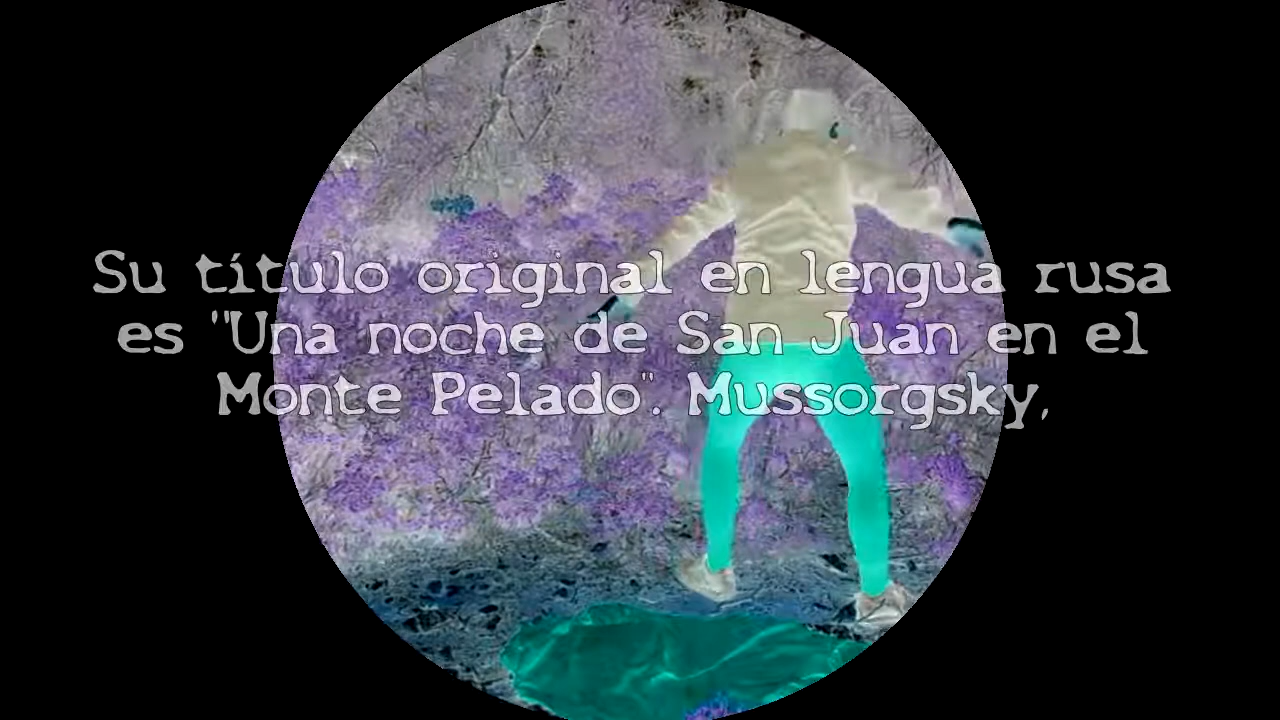 Su título original en lengua rusa
es "Una noche de San Juan en el
Monte Pelado". Mussorgsky,